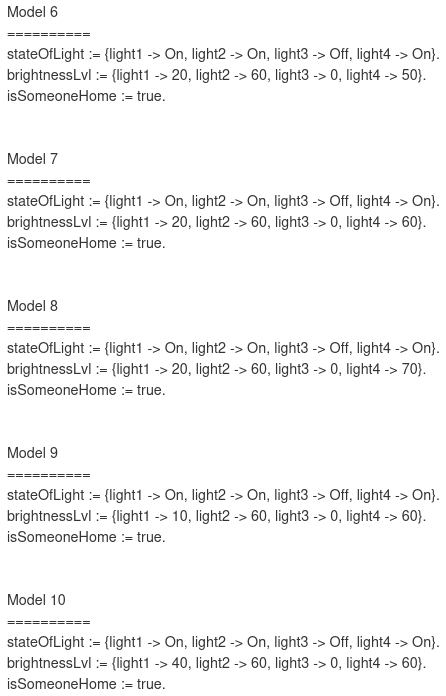 Model 6
==========
stateOfLight := {light1 -> On, light2 -> On, light3 -> Off, light4 -> On}.
brightnessLvl := {light1 -> 20, light2 -> 60, light3 -> 0, light4 -> 50}.
isSomeoneHome := true.
Model 7
==========
stateOfLight := {light1 -> On, light2 -> On, light3 -> Off, light4 -> On}.
brightnessLvl := {light1 -> 20, light2 -> 60, light3 -> 0, light4 -> 60}.
isSomeoneHome := true.
Model 8
==========
stateOfLight := {light1 -> On, light2 -> On, light3 -> Off, light4 -> On}.
brightnessLvl := {light1 -> 20, light2 -> 60, light3 -> 0, light4 -> 70}.
isSomeoneHome := true.
Model 9
==========
stateOfLight := {light1 -> On, light2 -> On, light3 -> Off, light4 -> On}.
brightnessLvl := {light1 -> 10, light2 -> 60, light3 -> 0, light4 -> 60}.
isSomeoneHome := true.
Model 10
==========
stateOfLight := {light1 -> On, light2 -> On, light3 -> Off, light4 -> On}.
brightnessLvl := {light1 -> 40, light2 -> 60, light3 -> 0, light4 -> 60}.
isSomeoneHome := true.